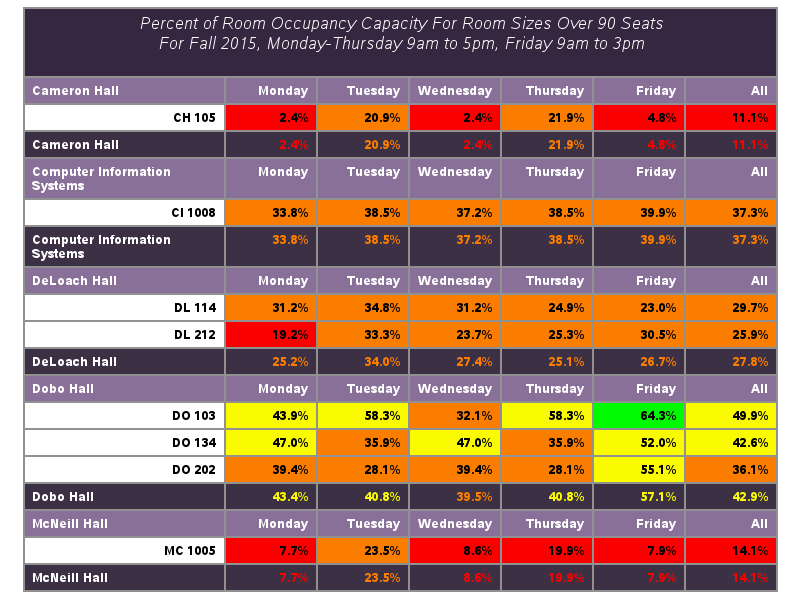 Percent of Room Occupancy Capacity For Room Sizes Over 90 Seats
For Fall 2015, Monday-Thursday 9am to 5pm, Friday 9am to 3pm
Cameron Hall Monday Tuesday Wednesday Thursday Friday All
CH 105 2.4% 20.9% 2.4% 21.9% 4.8% 11.1%
Cameron Hall 2.4% 20.9% 2.4% 21.9% 4.8% 11.1%
Computer Information Monday Tuesday Wednesday Thursday Friday All
Systems
CI 1008 33.8% 38.5% 37.2% 38.5% 39.9% 37.3%
Computer Information 33.8% 38.5% 37.2% 38.5% 39.9% 37.3%
Systems
DeLoach Hall Monday Tuesday Wednesday Thursday Friday All
DL 114 31.2% 34.8% 31.2% 24.9% 23.0% 29.7%
DL 212 19.2% 33.3% 23.7% 25.3% 30.5% 25.9%
DeLoach Hall 25.2% 34.0% 27.4% 25.1% 26.7% 27.8%
Dobo Hall Monday Tuesday Wednesday Thursday Friday All
DO 103 43.9% 58.3% 32.1% 58.3% 64.3% 49.9%
DO 134 47.0% 35.9% 47.0% 35.9% 52.0% 42.6%
DO 202 39.4% 28.1% 39.4% 28.1% 55.1% 36.1%
Dobo Hall 43.4% 40.8% 39.5% 40.8% 57.1% 42.9%
McNeill Hall Monday Tuesday Wednesday Thursday Friday All
MC 1005 7.7% 23.5% 8.6% 19.9% 7.9% 14.1%
McNeill Hall 7.7% 23.5% 8.6% 19.9% 7.9% 14.1%